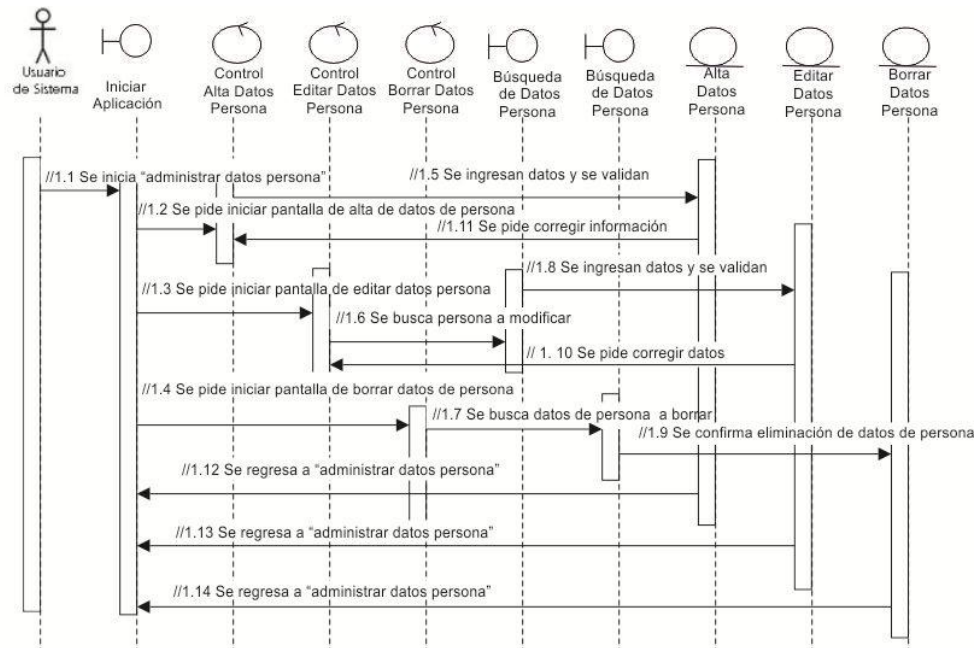 Usuario
de Sistema
Iniciar
Aplicación
Control
Alta Datos
Persona
Control
Editar Datos
Persona
Control
Borrar Datos
Persona
Búsqueda
de Datos
Persona
Búsqueda
de Datos
Persona
Alta
Datos
Persona
Editar
Datos
Persona
Borrar
Datos
Persona
//1.1 Se inicia “administrar datos persona”
//1.5 Se ingresan datos y se validan
//1.2 Se pide iniciar pantalla de alta de datos de persona
//1.11 Se pide corregir información
//1.8 Se ingresan datos y se validan
//1.3 Se pide iniciar pantalla de editar datos persona
//1.6 Se busca persona a modificar
// 1. 10 Se pide corregir datos
//1.4 Se pide iniciar pantalla de borrar datos de persona
//1.7 Se busca datos de persona a borrar
//1.9 Se confirma eliminación de datos de persona
//1.12 Se regresa a “administrar datos persona”
//1.13 Se regresa a “administrar datos persona”
//1.14 Se regresa a “administrar datos persona”